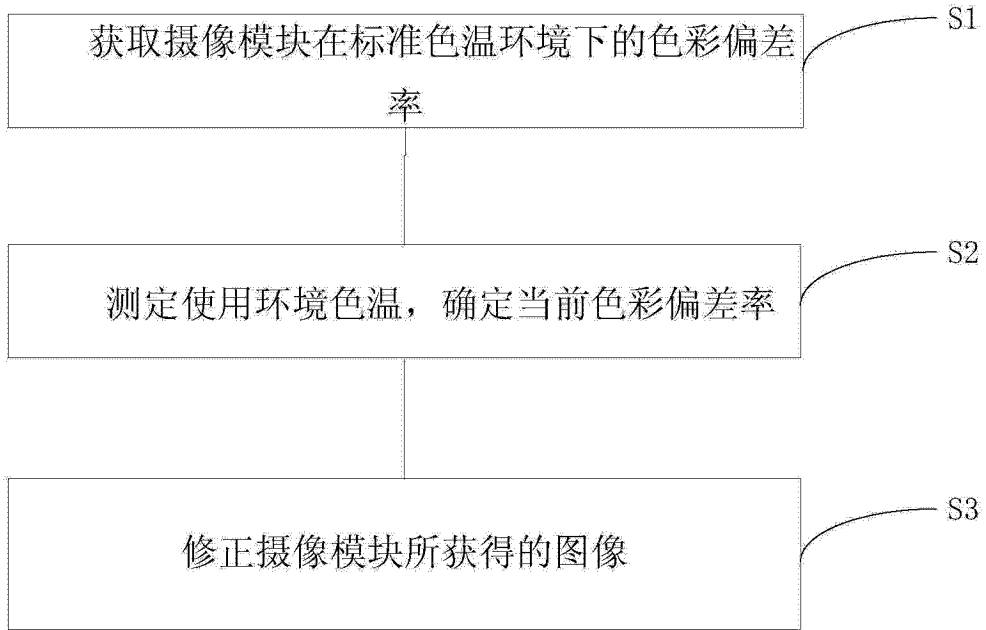 S1
获取摄像模块在标准色温环境下的色彩偏差
率
S2
测定使用环境色温，确定当前色彩偏差率
S3
修正摄像模块所获得的图像